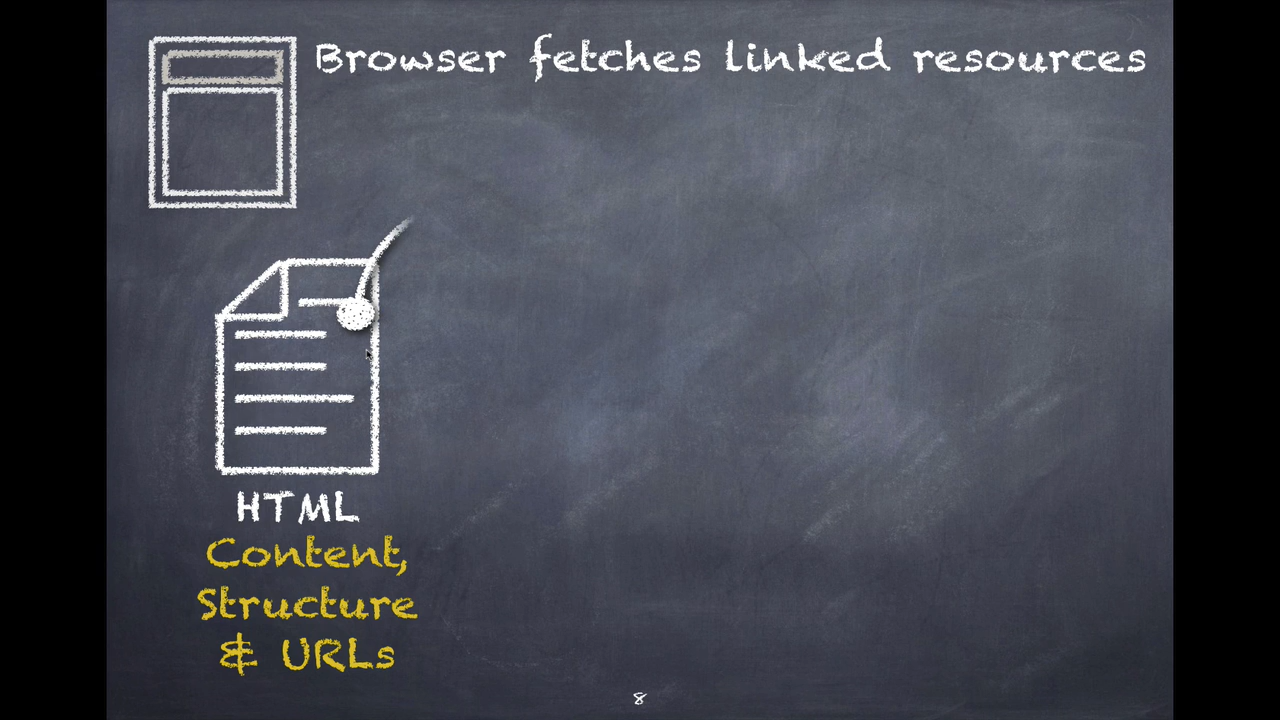 Browser fetches linked resources
HTML
Content,
Structure
& URLs
8